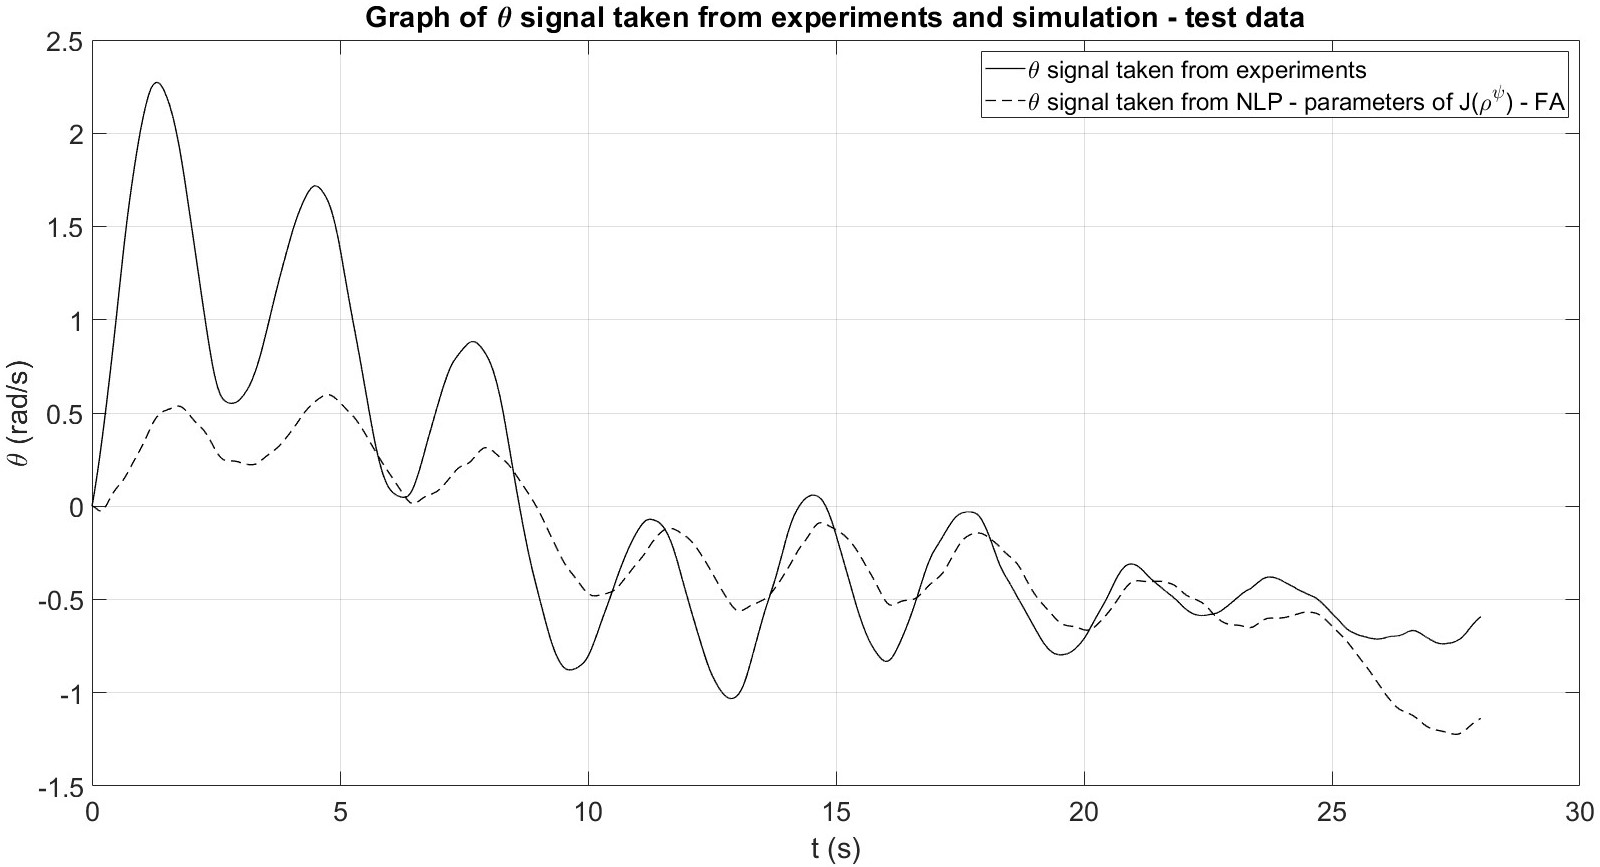 Graph of θ signal taken from experiments and simulation - test data
θ signal taken from experiments
θ signal taken from NLP - parameters of J(ρ^ψ) - FA
2.5
2
1.5
1
0.5
0
-0.5
-1
-1.5
θ (rad/s)
0 5 10 15 20 25 30
t (s)